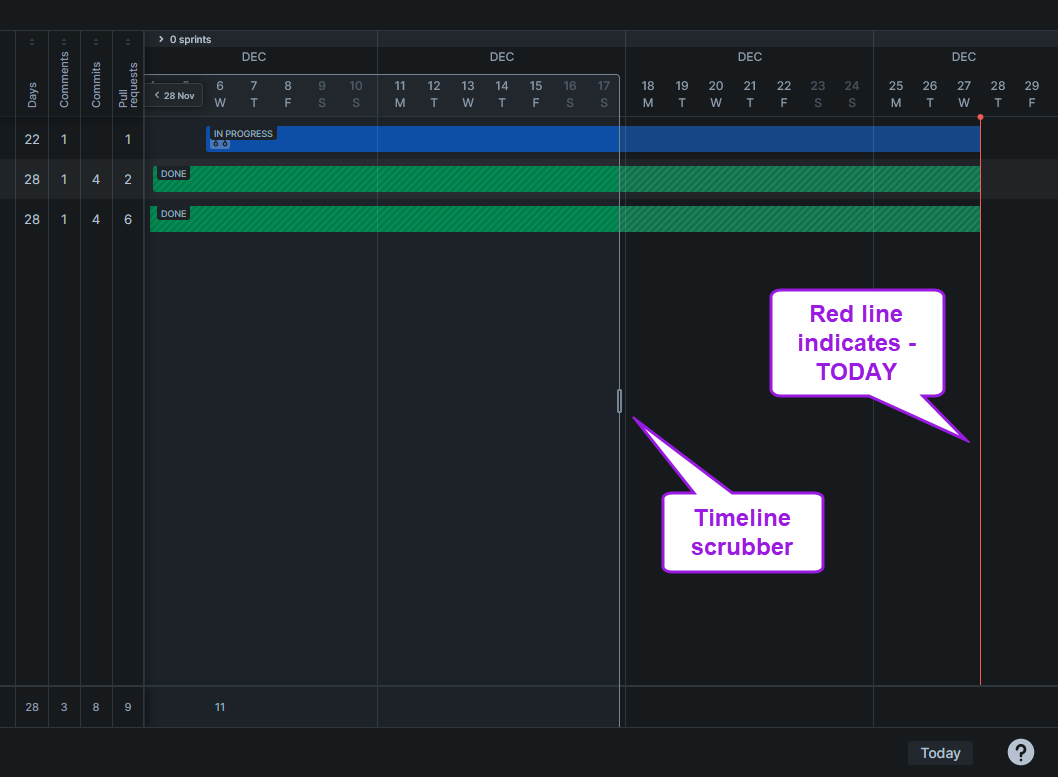 0 sprints
DEC DEC DEC DEC
Days Comments Commits Pull requests
28 Nov
6 7 8 9 10 11 12 13 14 15 16 17 18 19 20 21 22 23 24 25 26 27 28 29
W T F S S M T W T F S S M T W T F S S M T W T F
22 1 1 IN PROGRESS
28 1 4 2 DONE
28 1 4 6 DONE
Red line
indicates -
TODAY
Timeline
scrubber
28 3 8 9 11
Today ?